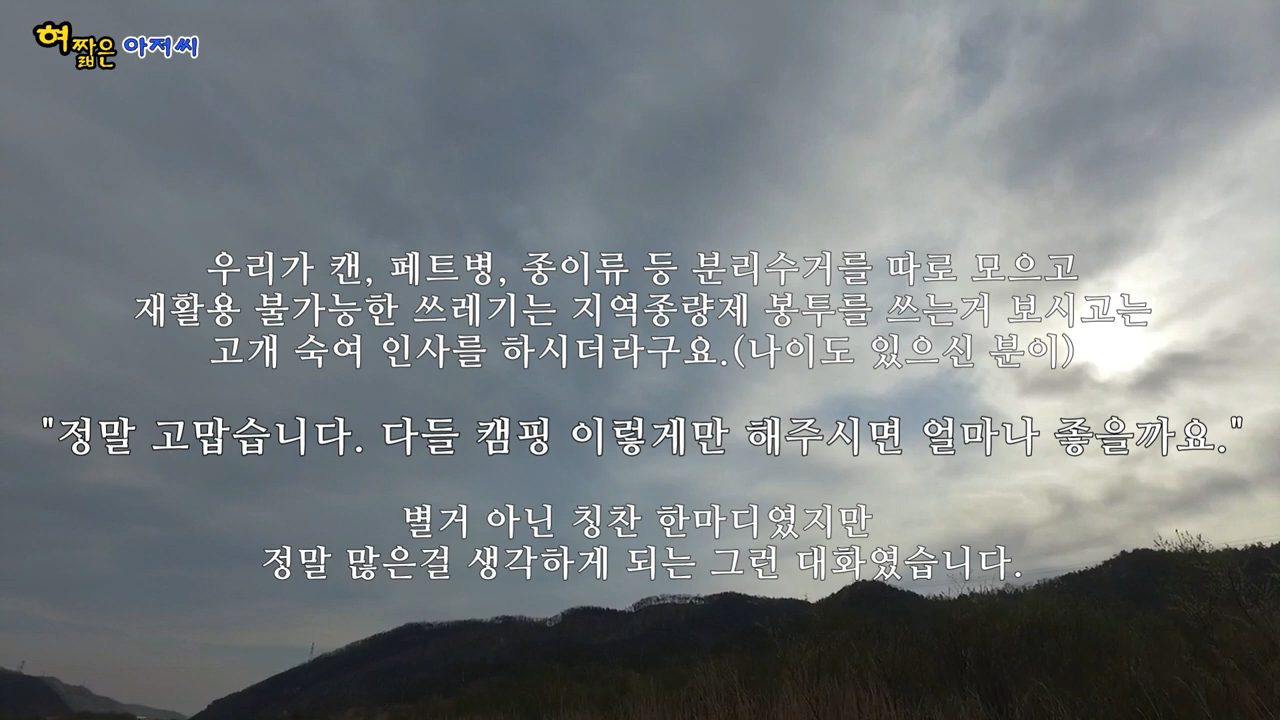 혀짧은 아저씨
우리가 캔, 페트병, 종이류 등 분리수거를 따로 모으고
재활용 불가능한 쓰레기는 지역종량제 봉투를 쓰는거 보시고는
고개 숙여 인사를 하시더라구요.(나이도 있으신 분이)
"정말 고맙습니다. 다들 캠핑 이렇게만 해주시면 얼마나 좋을까요."
별거 아닌 칭찬 한마디였지만
정말 많은걸 생각하게 되는 그런 대화였습니다.